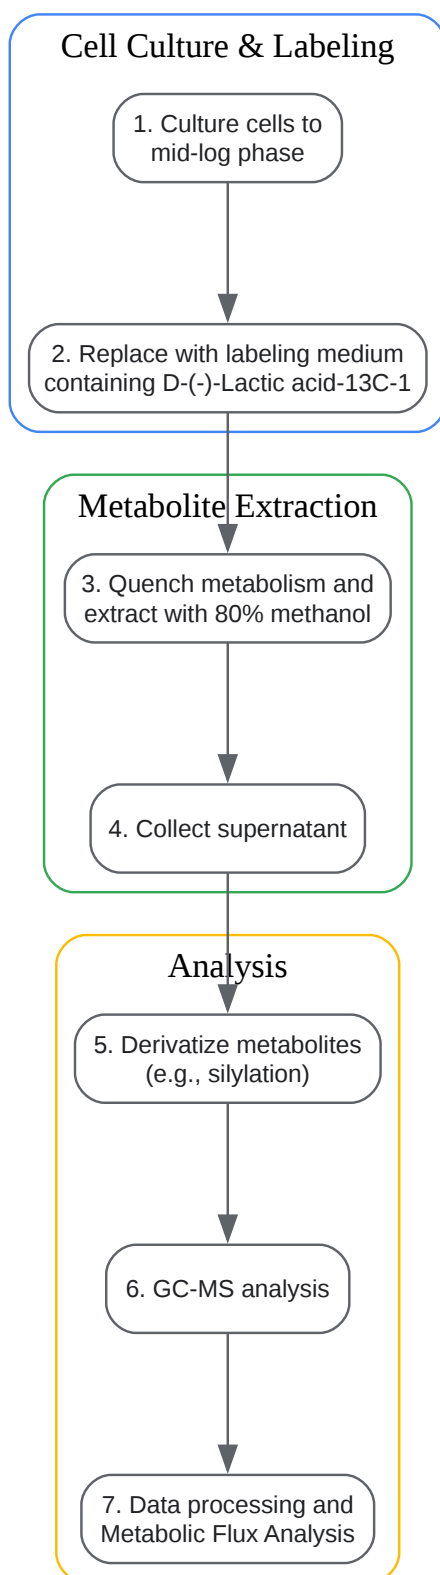 Cell Culture & Labeling
1. Culture cells to
mid-log phase
2. Replace with labeling medium
containing D-(-)-Lactic acid-13C-1
Metabolite Extraction
3. Quench metabolism and
extract with 80% methanol
4. Collect supernatant
Analysis
5. Derivatize metabolites
(e.g., silylation)
6. GC-MS analysis
7. Data processing and
Metabolic Flux Analysis